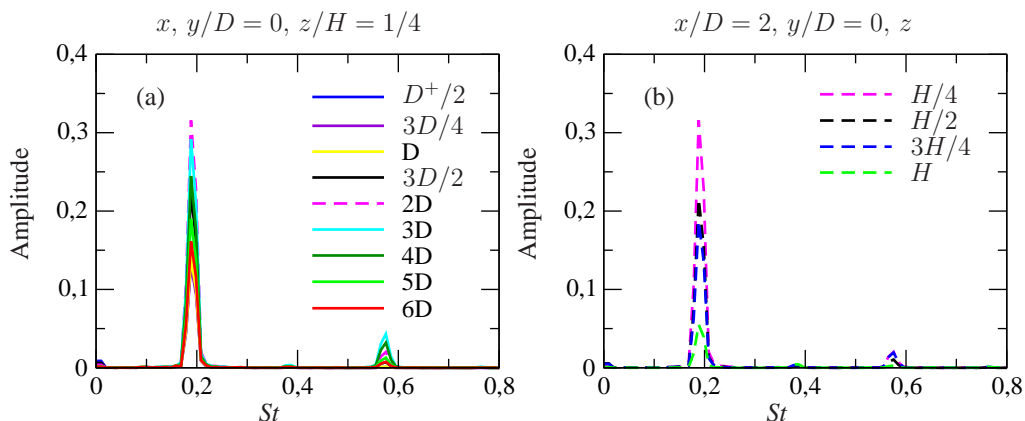 x, y/D = 0, z/H = 1/4
x/D = 2, y/D = 0, z
Amplitude
0,4
0,3
0,2
0,1
0
(a)
D⁺/2
3D/4
D
3D/2
2D
3D
4D
5D
6D
0 0,2 0,4 0,6 0,8
St
Amplitude
0,4
0,3
0,2
0,1
0
(b)
H/4
H/2
3H/4
H
0 0,2 0,4 0,6 0,8
St